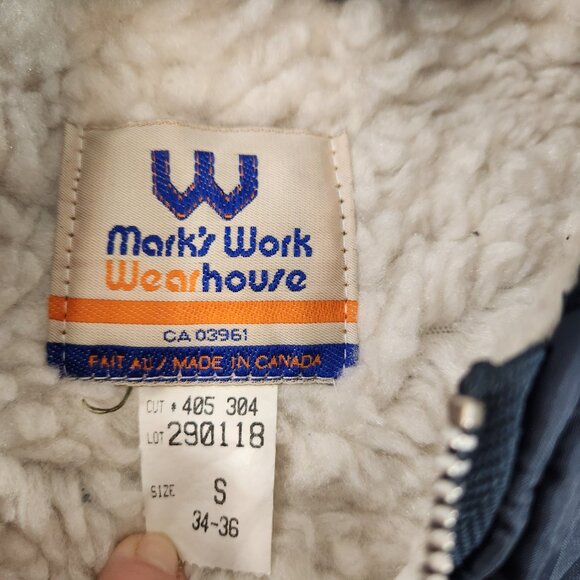 W
Mark's Work
Wearhouse
CA 03961
FAIT AU / MADE IN CANADA
CUT # 405 304
LOT 290118
SIZE S
34-36